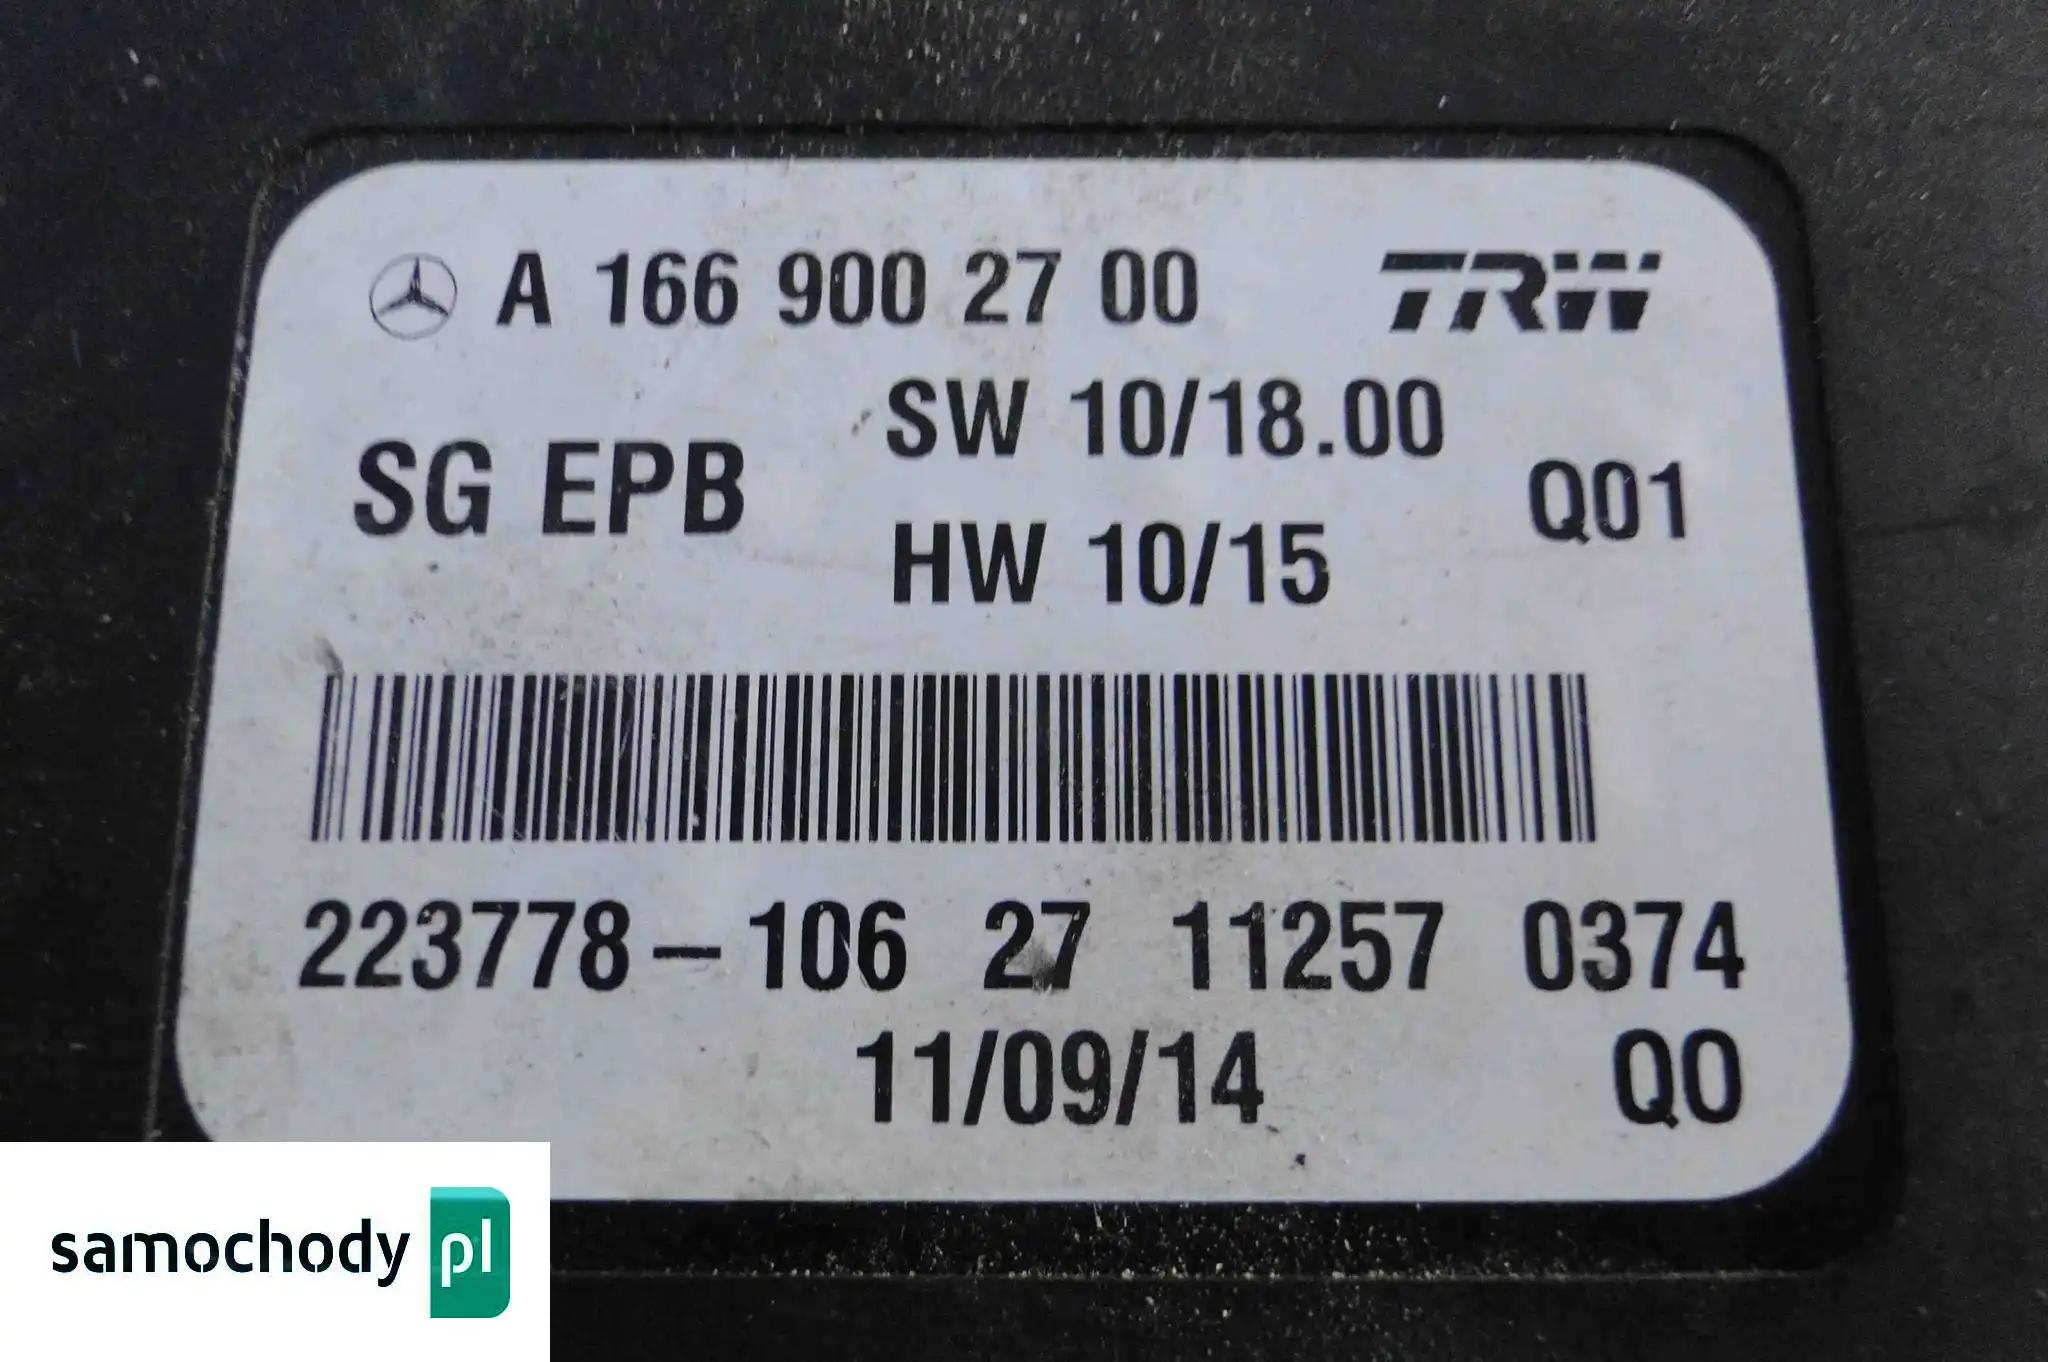 A 166 900 27 00 TRW
SW 10/18.00
SG EPB Q01
HW 10/15
223778-106 27 11257 0374
11/09/14 Q0
samochody pl